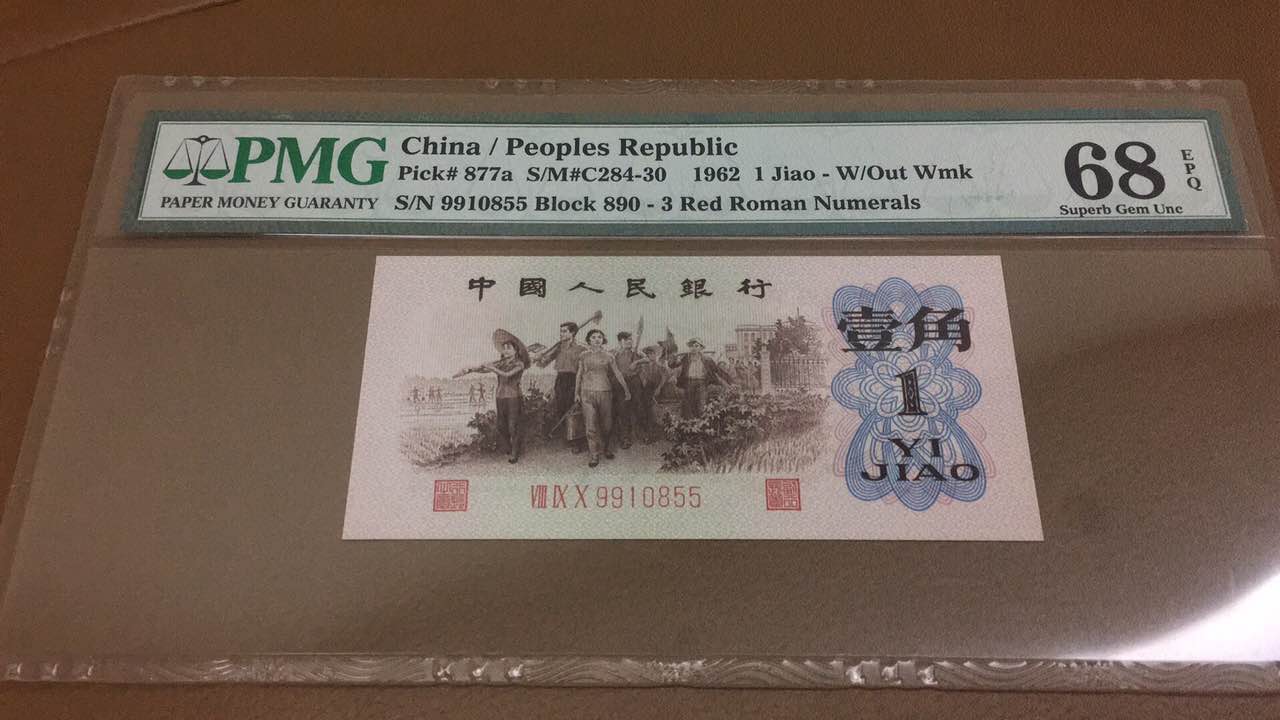 PMG
PAPER MONEY GUARANTY
China / Peoples Republic
Pick# 877a S/M#C284-30 1962 1 Jiao - W/Out Wmk
S/N 9910855 Block 890 - 3 Red Roman Numerals
68
EPQ
Superb Gem Unc
中國人民銀行
壹角
1
YI
JIAO
VIII IX X 9910855